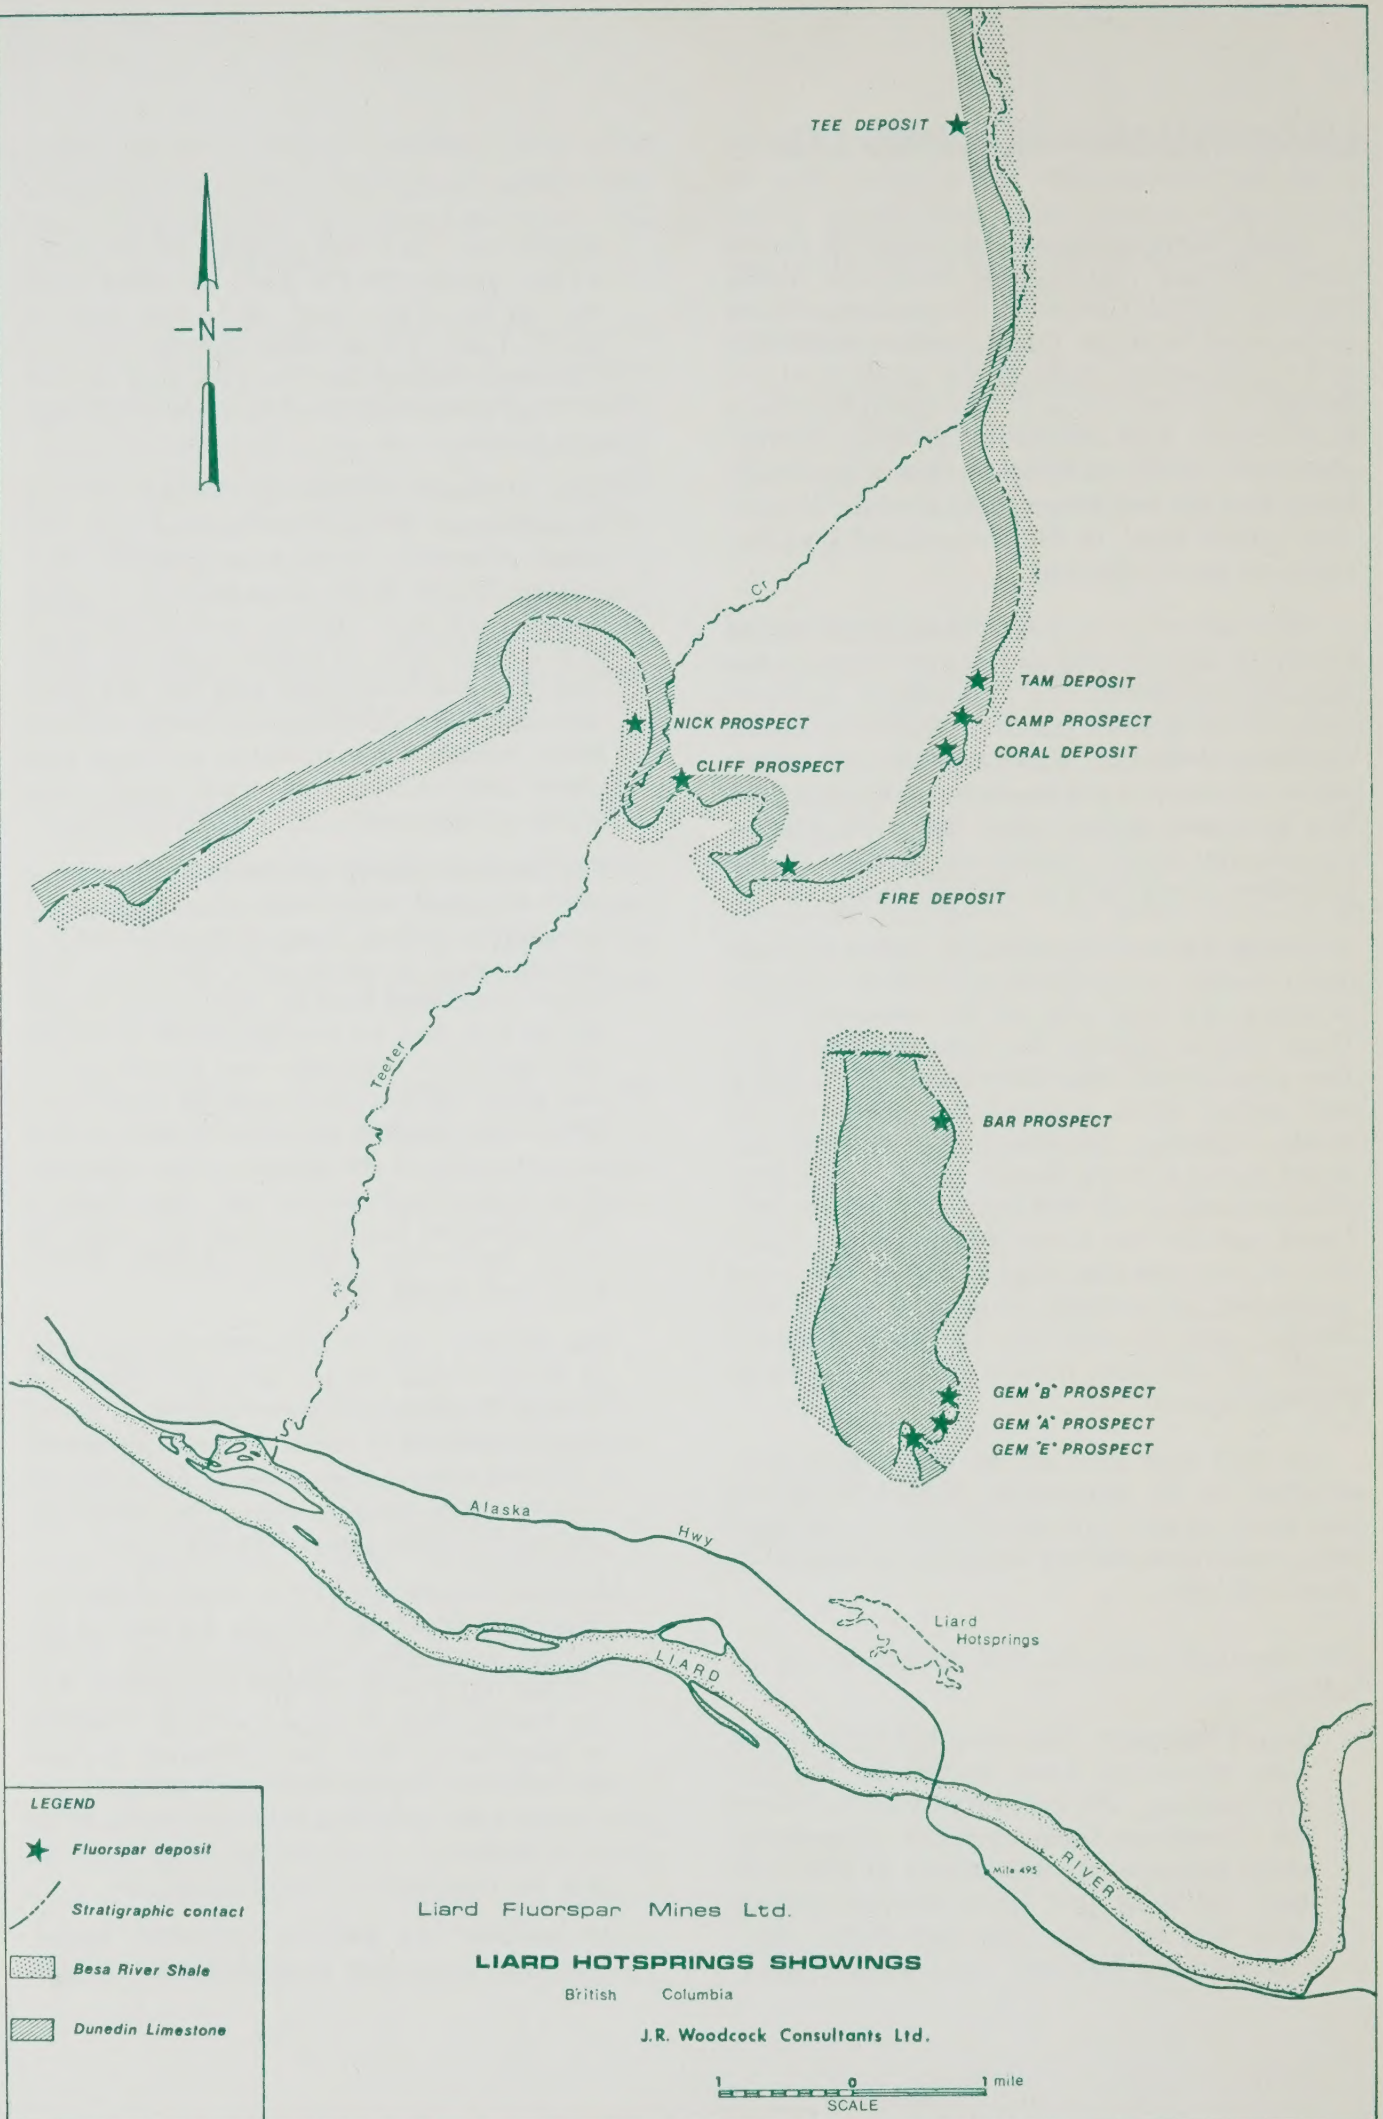 TEE DEPOSIT
N
Cr
TAM DEPOSIT
NICK PROSPECT
CAMP PROSPECT
CORAL DEPOSIT
CLIFF PROSPECT
FIRE DEPOSIT
Teeter
BAR PROSPECT
GEM "B" PROSPECT
GEM "A" PROSPECT
GEM "E" PROSPECT
Alaska
Hwy
Liard
Hotsprings
LIARD
RIVER
Mile 495
LEGEND
Fluorspar deposit
Stratigraphic contact
Besa River Shale
Dunedin Limestone
Liard Fluorspar Mines Ltd.
LIARD HOTSPRINGS SHOWINGS
British Columbia
J.R. Woodcock Consultants Ltd.
1 0 1 mile
SCALE